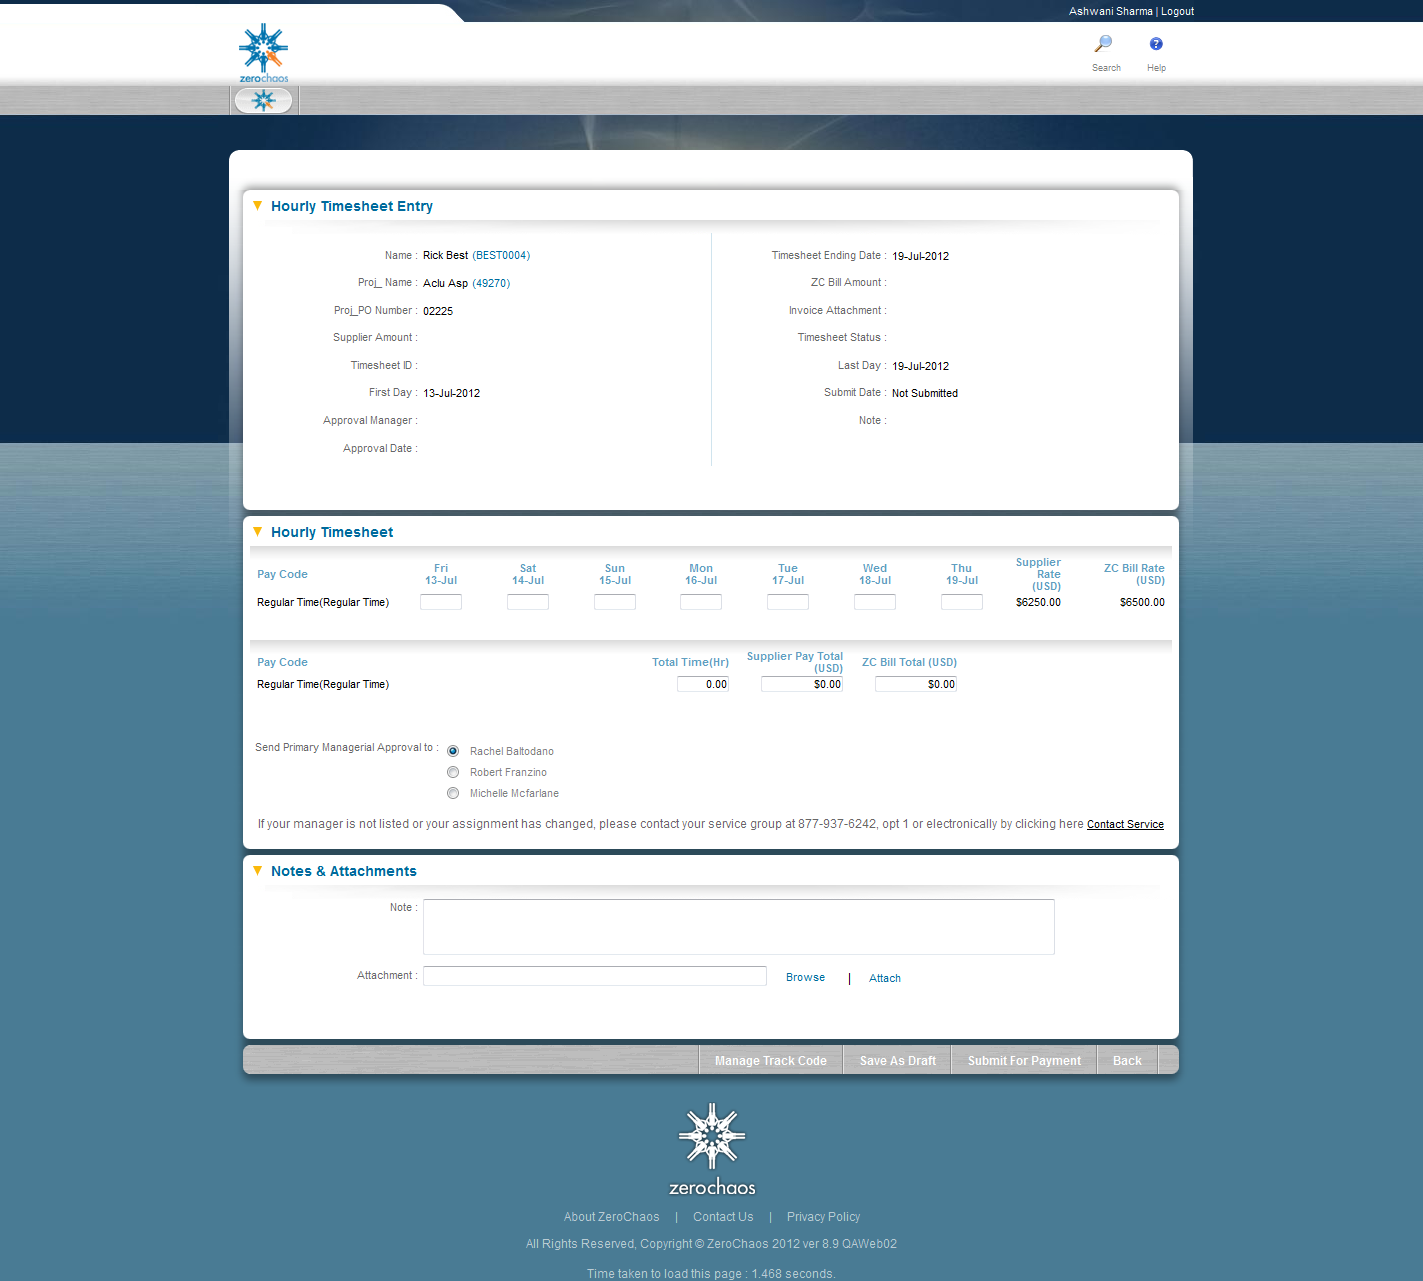 Ashwani Sharma | Logout
zerochaos
Search Help
Hourly Timesheet Entry
Name : Rick Best (BEST0004)
Timesheet Ending Date : 19-Jul-2012
Proj_ Name : Aclu Asp (49270)
ZC Bill Amount :
Proj_PO Number : 02225
Invoice Attachment :
Supplier Amount :
Timesheet Status :
Timesheet ID :
Last Day : 19-Jul-2012
First Day : 13-Jul-2012
Submit Date : Not Submitted
Approval Manager :
Note :
Approval Date :
Hourly Timesheet
Pay Code Fri 13-Jul Sat 14-Jul Sun 15-Jul Mon 16-Jul Tue 17-Jul Wed 18-Jul Thu 19-Jul Supplier Rate (USD) ZC Bill Rate (USD)
Regular Time(Regular Time) $6250.00 $6500.00
Pay Code Total Time(Hr) Supplier Pay Total (USD) ZC Bill Total (USD)
Regular Time(Regular Time) 0.00 $0.00 $0.00
Send Primary Managerial Approval to : Rachel Baltodano
Robert Franzino
Michelle Mcfarlane
If your manager is not listed or your assignment has changed, please contact your service group at 877-937-6242, opt 1 or electronically by clicking here Contact Service
Notes & Attachments
Note :
Attachment : Browse | Attach
Manage Track Code Save As Draft Submit For Payment Back
zerochaos
About ZeroChaos | Contact Us | Privacy Policy
All Rights Reserved, Copyright © ZeroChaos 2012 ver 8.9 QAWeb02
Time taken to load this page : 1.468 seconds.